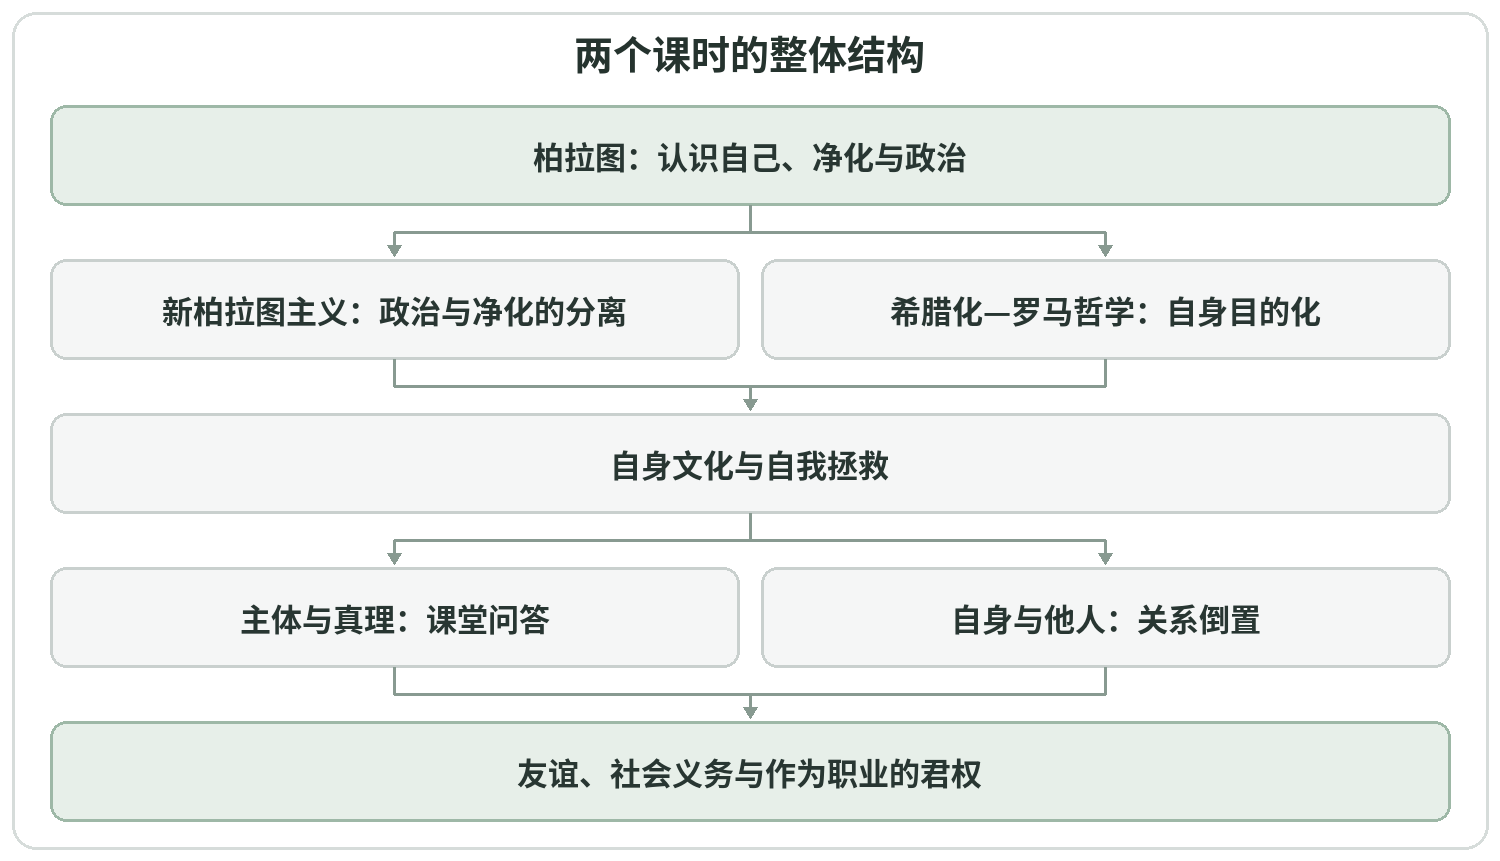 两个课时的整体结构
柏拉图：认识自己、净化与政治
新柏拉图主义：政治与净化的分离
希腊化—罗马哲学：自身目的化
自身文化与自我拯救
主体与真理：课堂问答
自身与他人：关系倒置
友谊、社会义务与作为职业的君权